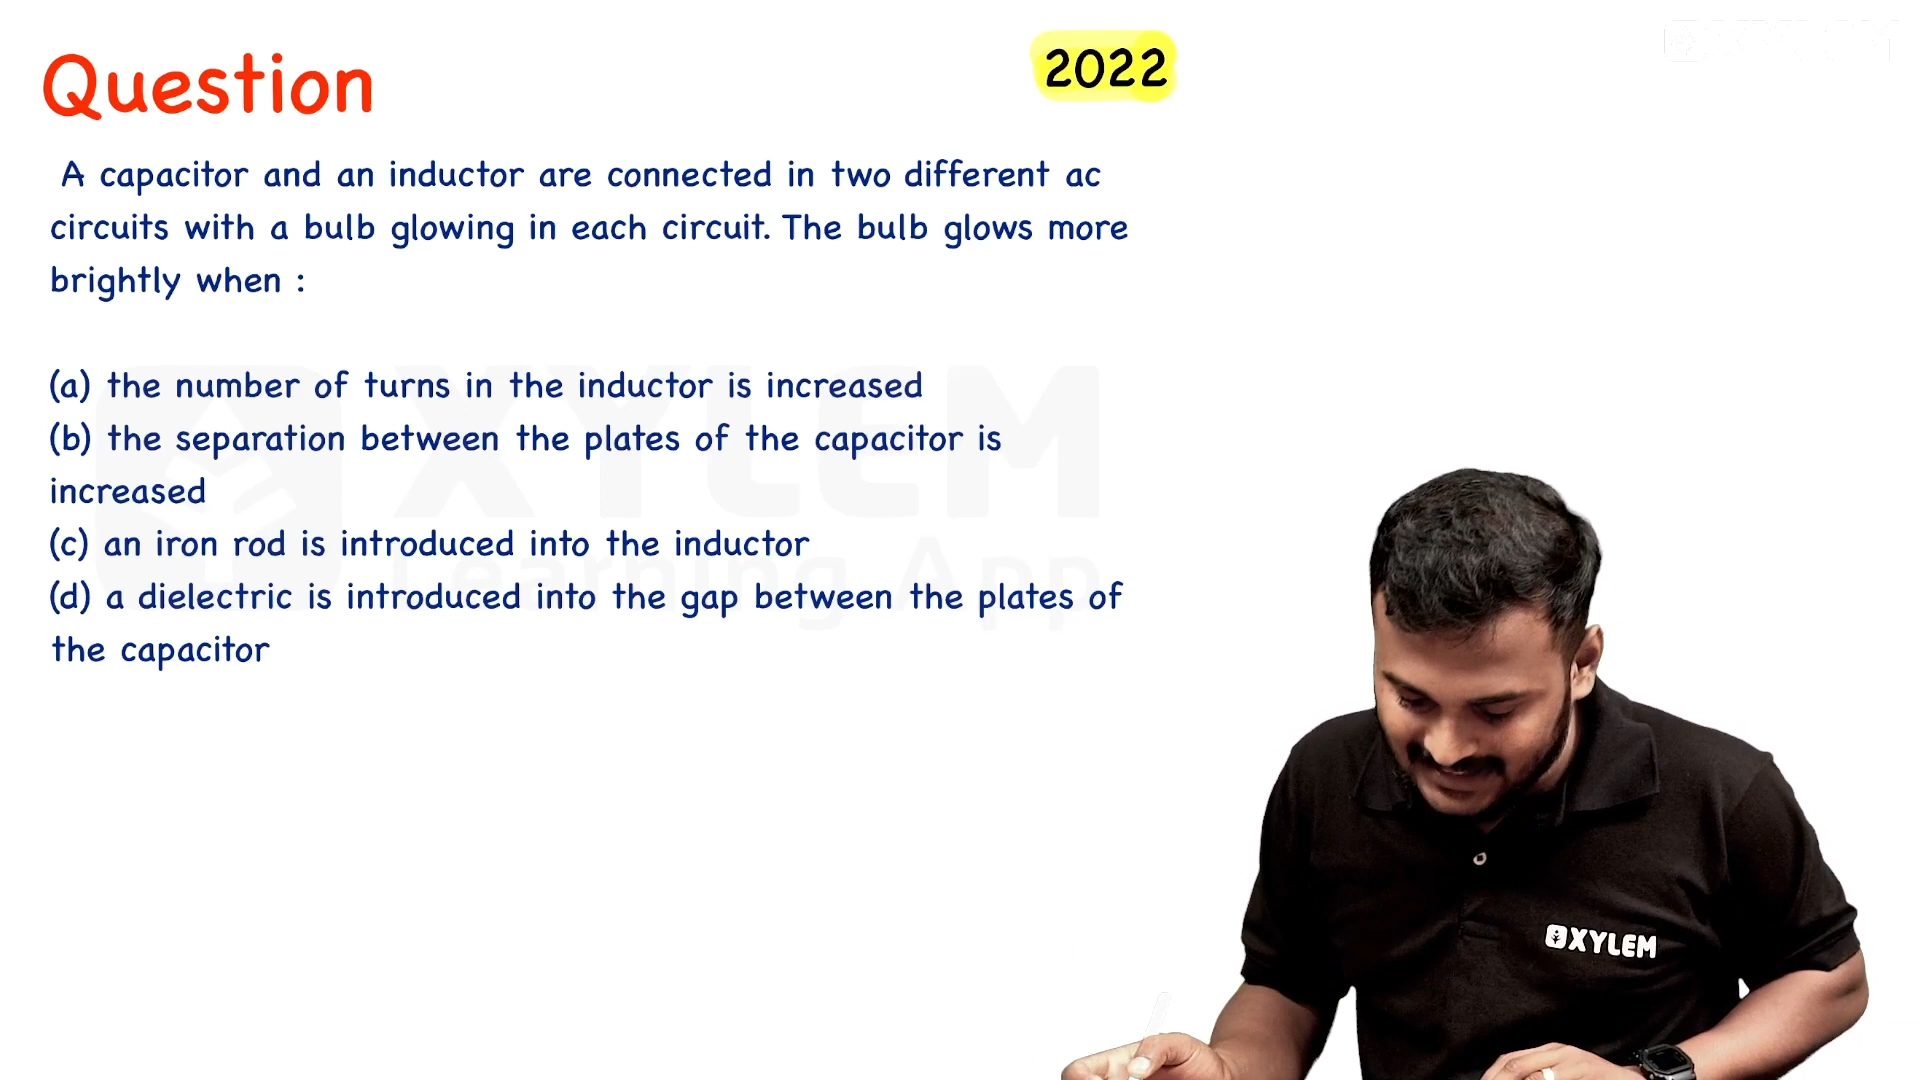 Question
2022
A capacitor and an inductor are connected in two different ac
circuits with a bulb glowing in each circuit. The bulb glows more
brightly when :
(a) the number of turns in the inductor is increased
(b) the separation between the plates of the capacitor is
increased
(c) an iron rod is introduced into the inductor
(d) a dielectric is introduced into the gap between the plates of
the capacitor
XYLEM
Learning App
XYLEM